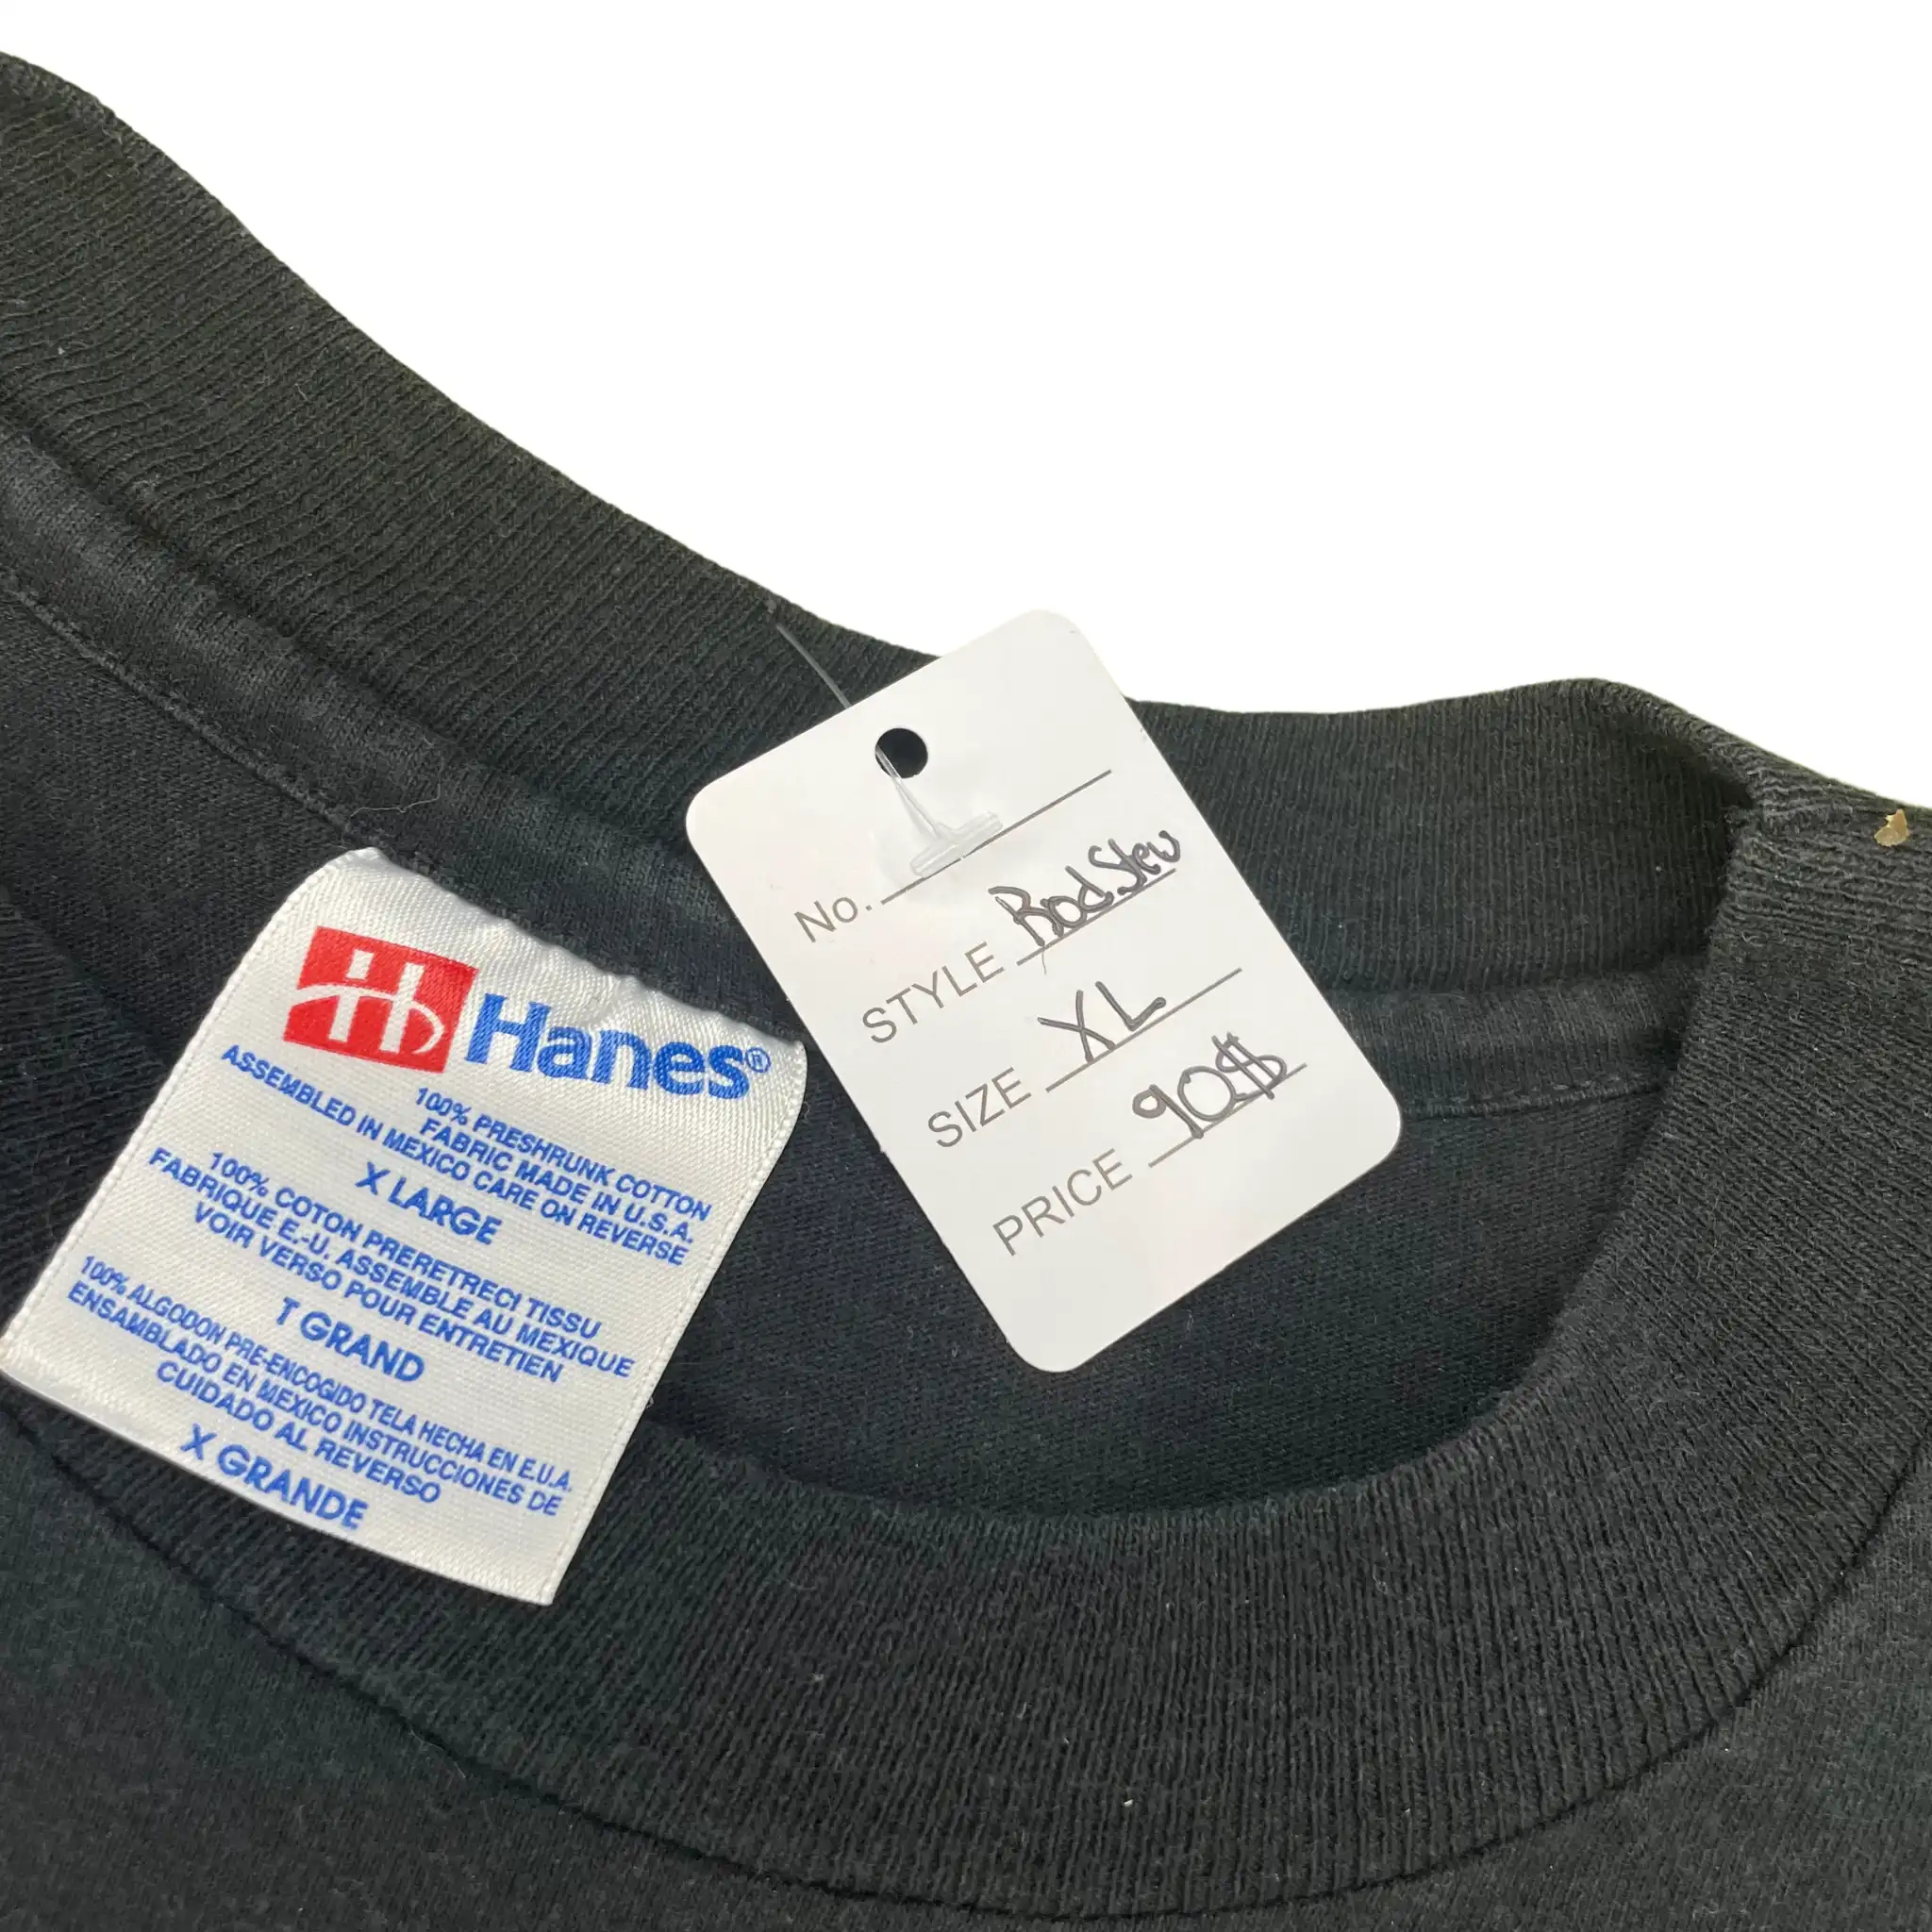 Hanes®
100% PRESHRUNK COTTON
FABRIC MADE IN U.S.A.
ASSEMBLED IN MEXICO CARE ON REVERSE
X LARGE
100% COTON PRERETRECI TISSU
FABRIQUE E.-U. ASSEMBLE AU MEXIQUE
VOIR VERSO POUR ENTRETIEN
T GRAND
100% ALGODON PRE-ENCOGIDO TELA HECHA EN E.U.A.
ENSAMBLADO EN MEXICO INSTRUCCIONES DE
CUIDADO AL REVERSO
X GRANDE
No.
STYLE Rod Stew
SIZE XL
PRICE 90$